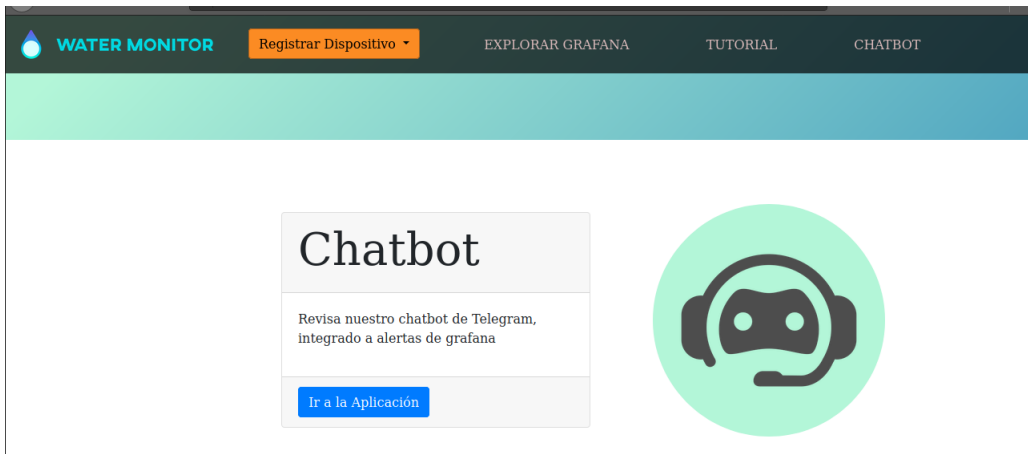 WATER MONITOR
Registrar Dispositivo
EXPLORAR GRAFANA
TUTORIAL
CHATBOT
Chatbot
Revisa nuestro chatbot de Telegram,
integrado a alertas de grafana
Ir a la Aplicación